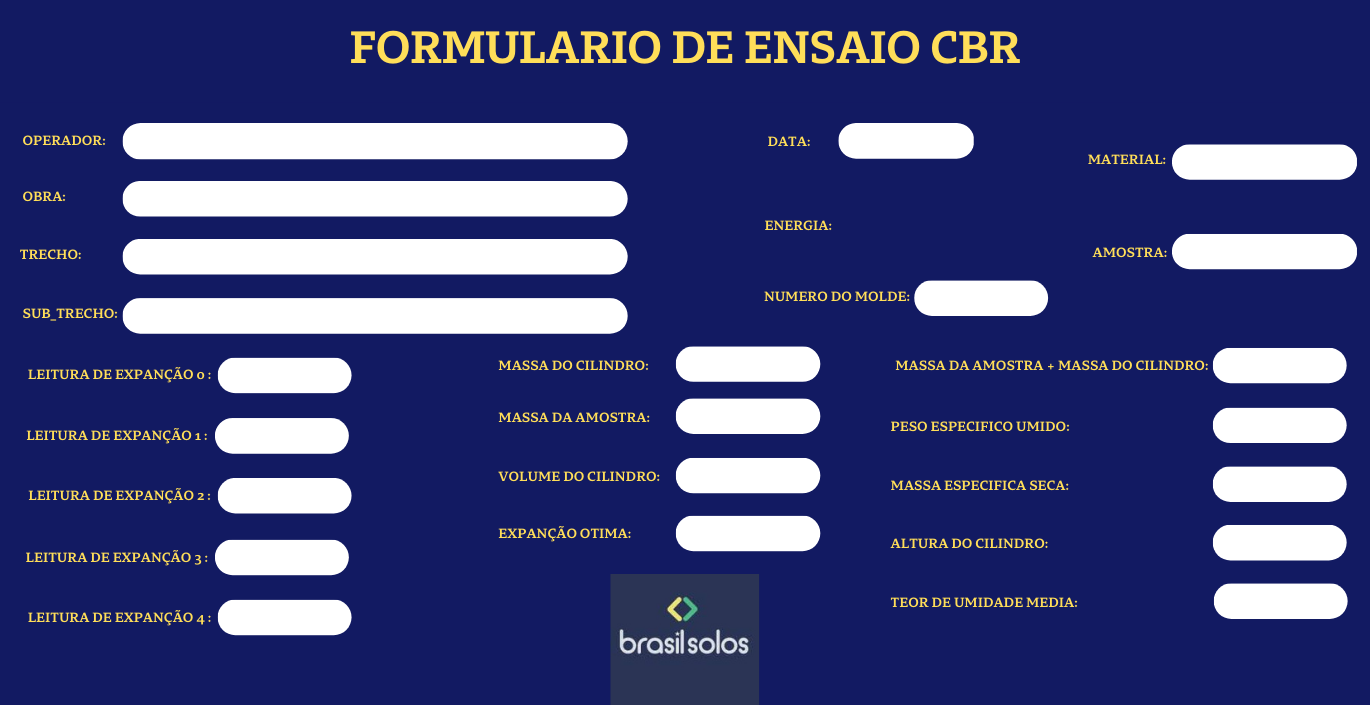 FORMULARIO DE ENSAIO CBR
OPERADOR:
OBRA:
TRECHO:
SUB_TRECHO:
DATA:
ENERGIA:
NUMERO DO MOLDE:
MATERIAL:
AMOSTRA:
LEITURA DE EXPANÇÃO 0 :
LEITURA DE EXPANÇÃO 1 :
LEITURA DE EXPANÇÃO 2 :
LEITURA DE EXPANÇÃO 3 :
LEITURA DE EXPANÇÃO 4 :
MASSA DO CILINDRO:
MASSA DA AMOSTRA:
VOLUME DO CILINDRO:
EXPANÇÃO OTIMA:
MASSA DA AMOSTRA + MASSA DO CILINDRO:
PESO ESPECIFICO UMIDO:
MASSA ESPECIFICA SECA:
ALTURA DO CILINDRO:
TEOR DE UMIDADE MEDIA:
brasil solos